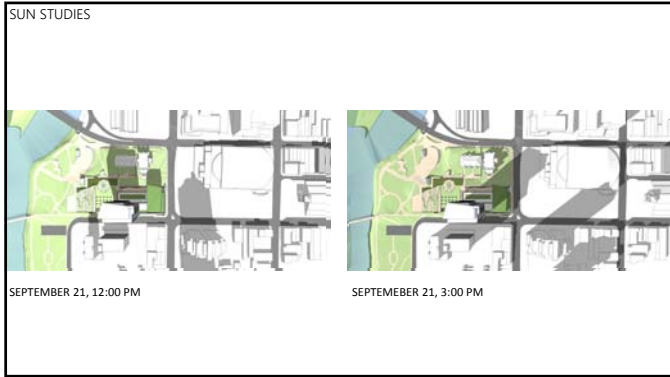 SUN STUDIES
SEPTEMBER 21, 12:00 PM
SEPTEMEBER 21, 3:00 PM